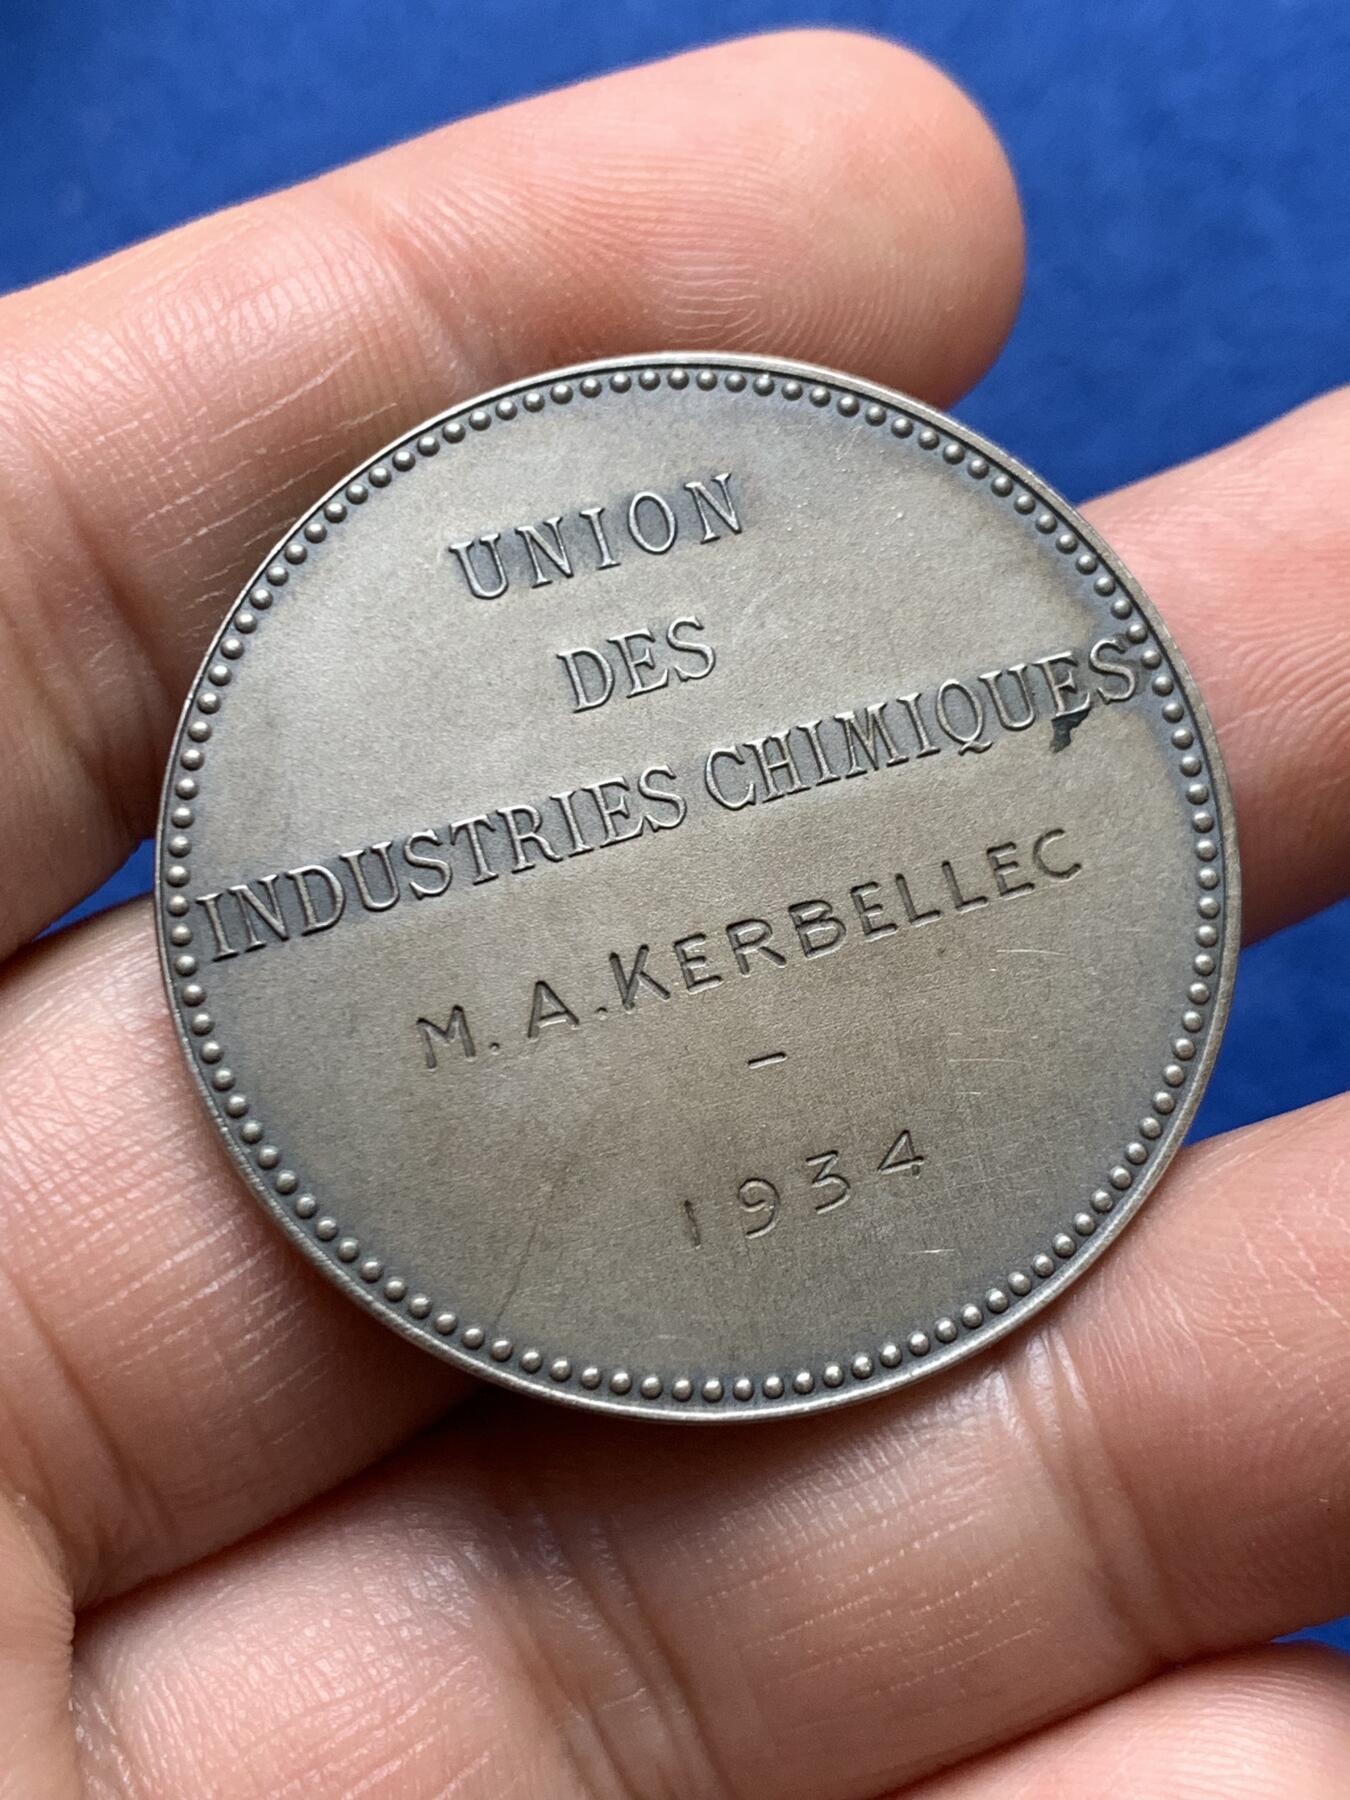 UNION
DES
INDUSTRIES CHIMIQUES
M. A. KERBELLEC
–
1934